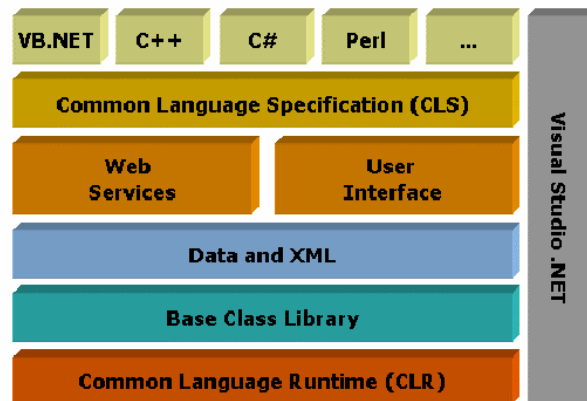 VB.NET
C++
C#
Perl
...
Common Language Specification (CLS)
Web
Services
User
Interface
Data and XML
Base Class Library
Common Language Runtime (CLR)
Visual Studio .NET